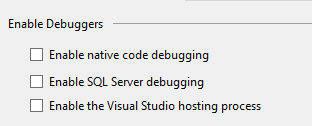 Enable Debuggers
Enable native code debugging
Enable SQL Server debugging
Enable the Visual Studio hosting process